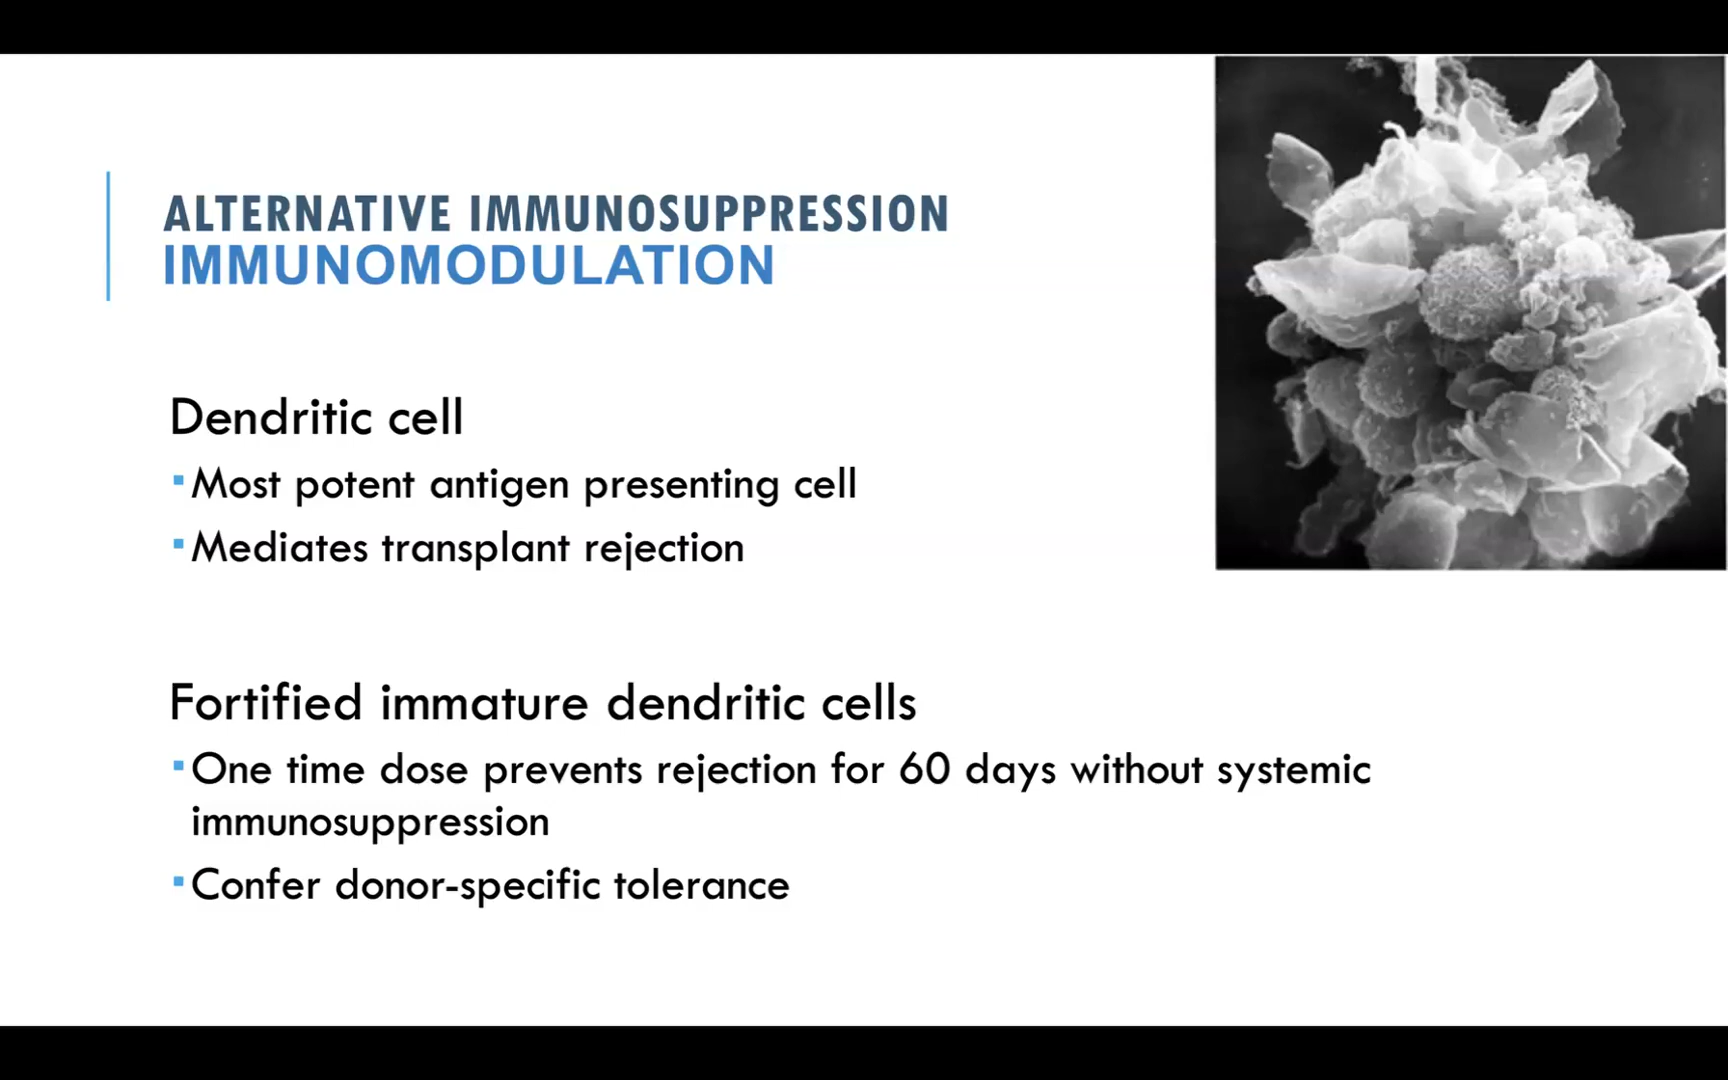 ALTERNATIVE IMMUNOSUPPRESSION
IMMUNOMODULATION
Dendritic cell
▪Most potent antigen presenting cell
▪Mediates transplant rejection
Fortified immature dendritic cells
▪One time dose prevents rejection for 60 days without systemic
immunosuppression
▪Confer donor-specific tolerance